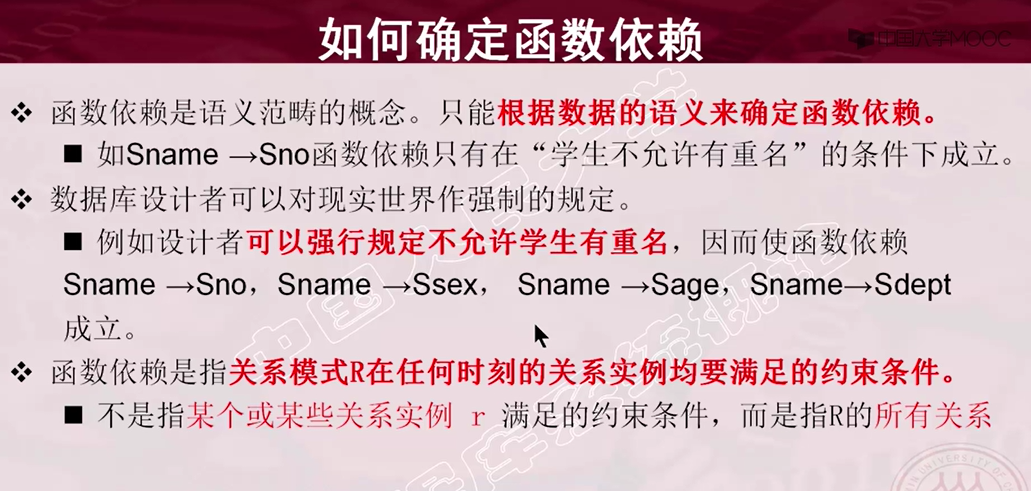 如何确定函数依赖
中国大学MOOC
❖ 函数依赖是语义范畴的概念。只能根据数据的语义来确定函数依赖。
■ 如Sname →Sno函数依赖只有在“学生不允许有重名”的条件下成立。
❖ 数据库设计者可以对现实世界作强制的规定。
■ 例如设计者可以强行规定不允许学生有重名，因而使函数依赖
Sname →Sno，Sname →Ssex， Sname →Sage，Sname→Sdept
成立。
❖ 函数依赖是指关系模式R在任何时刻的关系实例均要满足的约束条件。
■ 不是指某个或某些关系实例 r 满足的约束条件，而是指R的所有关系